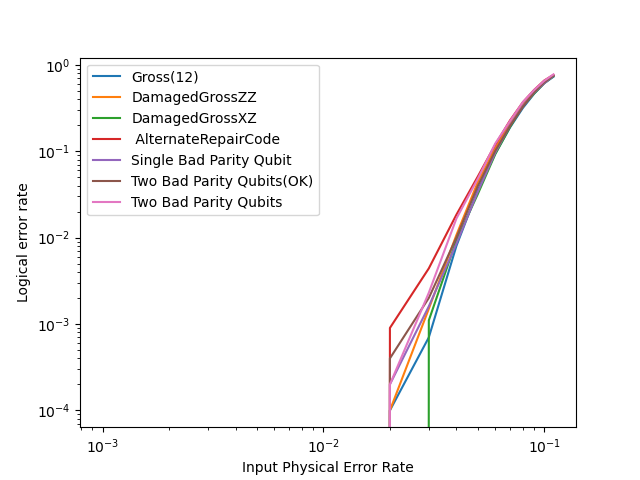 10⁰
10⁻¹
10⁻²
10⁻³
10⁻⁴
Logical error rate
Gross(12)
DamagedGrossZZ
DamagedGrossXZ
AlternateRepairCode
Single Bad Parity Qubit
Two Bad Parity Qubits(OK)
Two Bad Parity Qubits
10⁻³
10⁻²
10⁻¹
Input Physical Error Rate